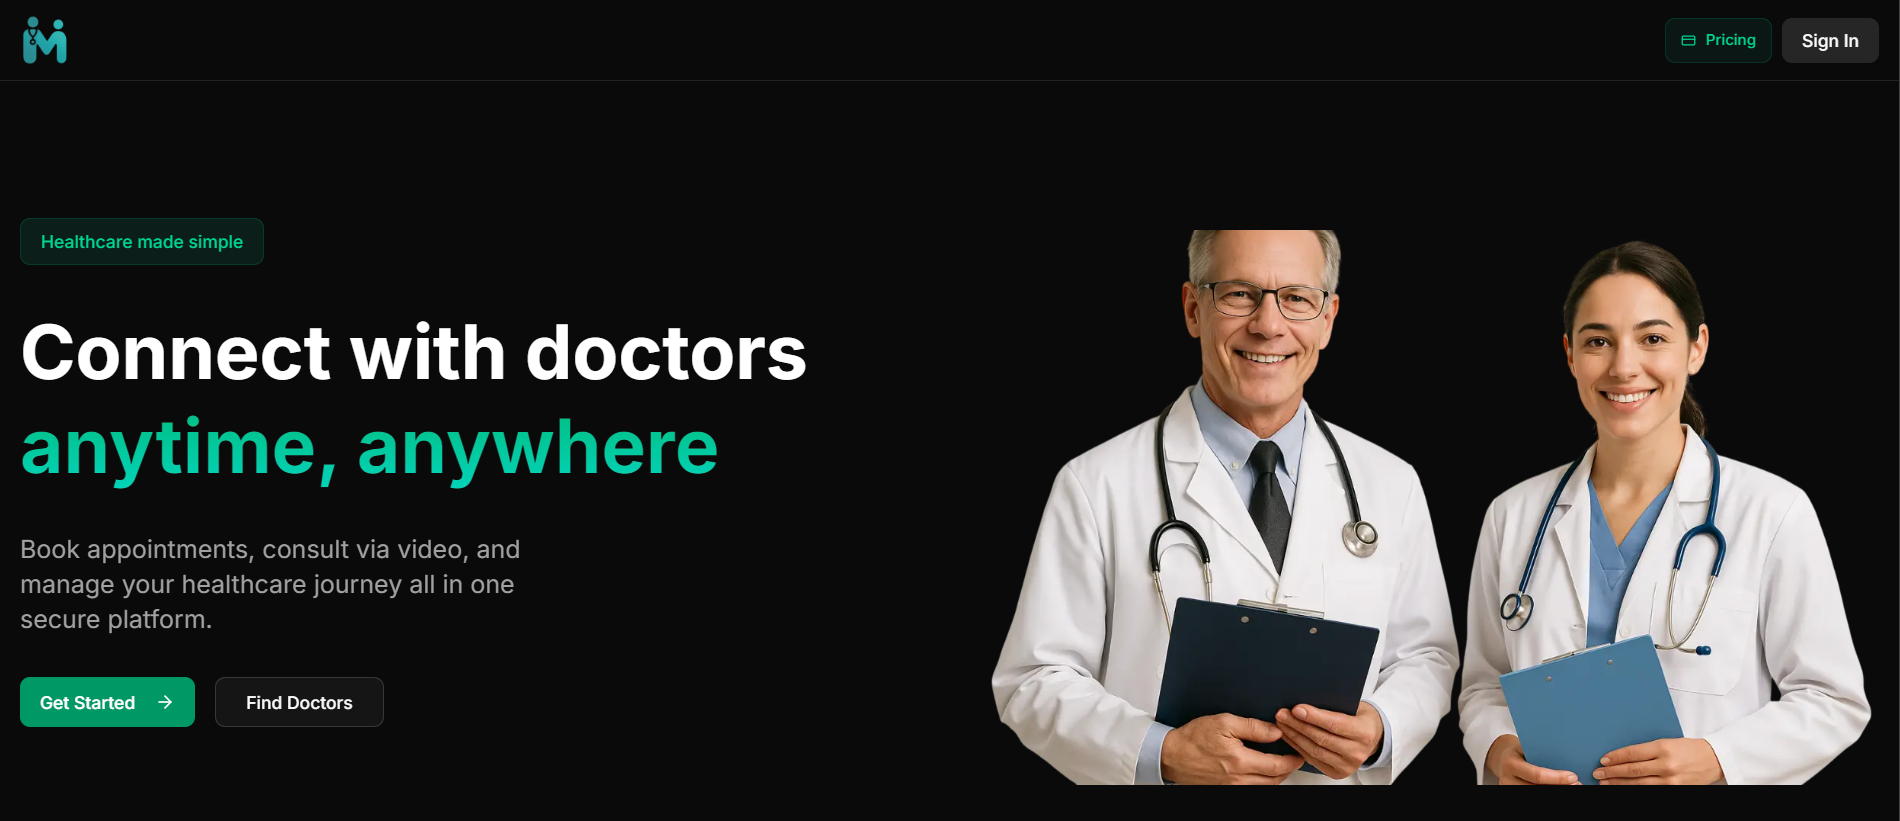 Pricing
Sign In
Healthcare made simple
Connect with doctors
anytime, anywhere
Book appointments, consult via video, and
manage your healthcare journey all in one
secure platform.
Get Started
Find Doctors